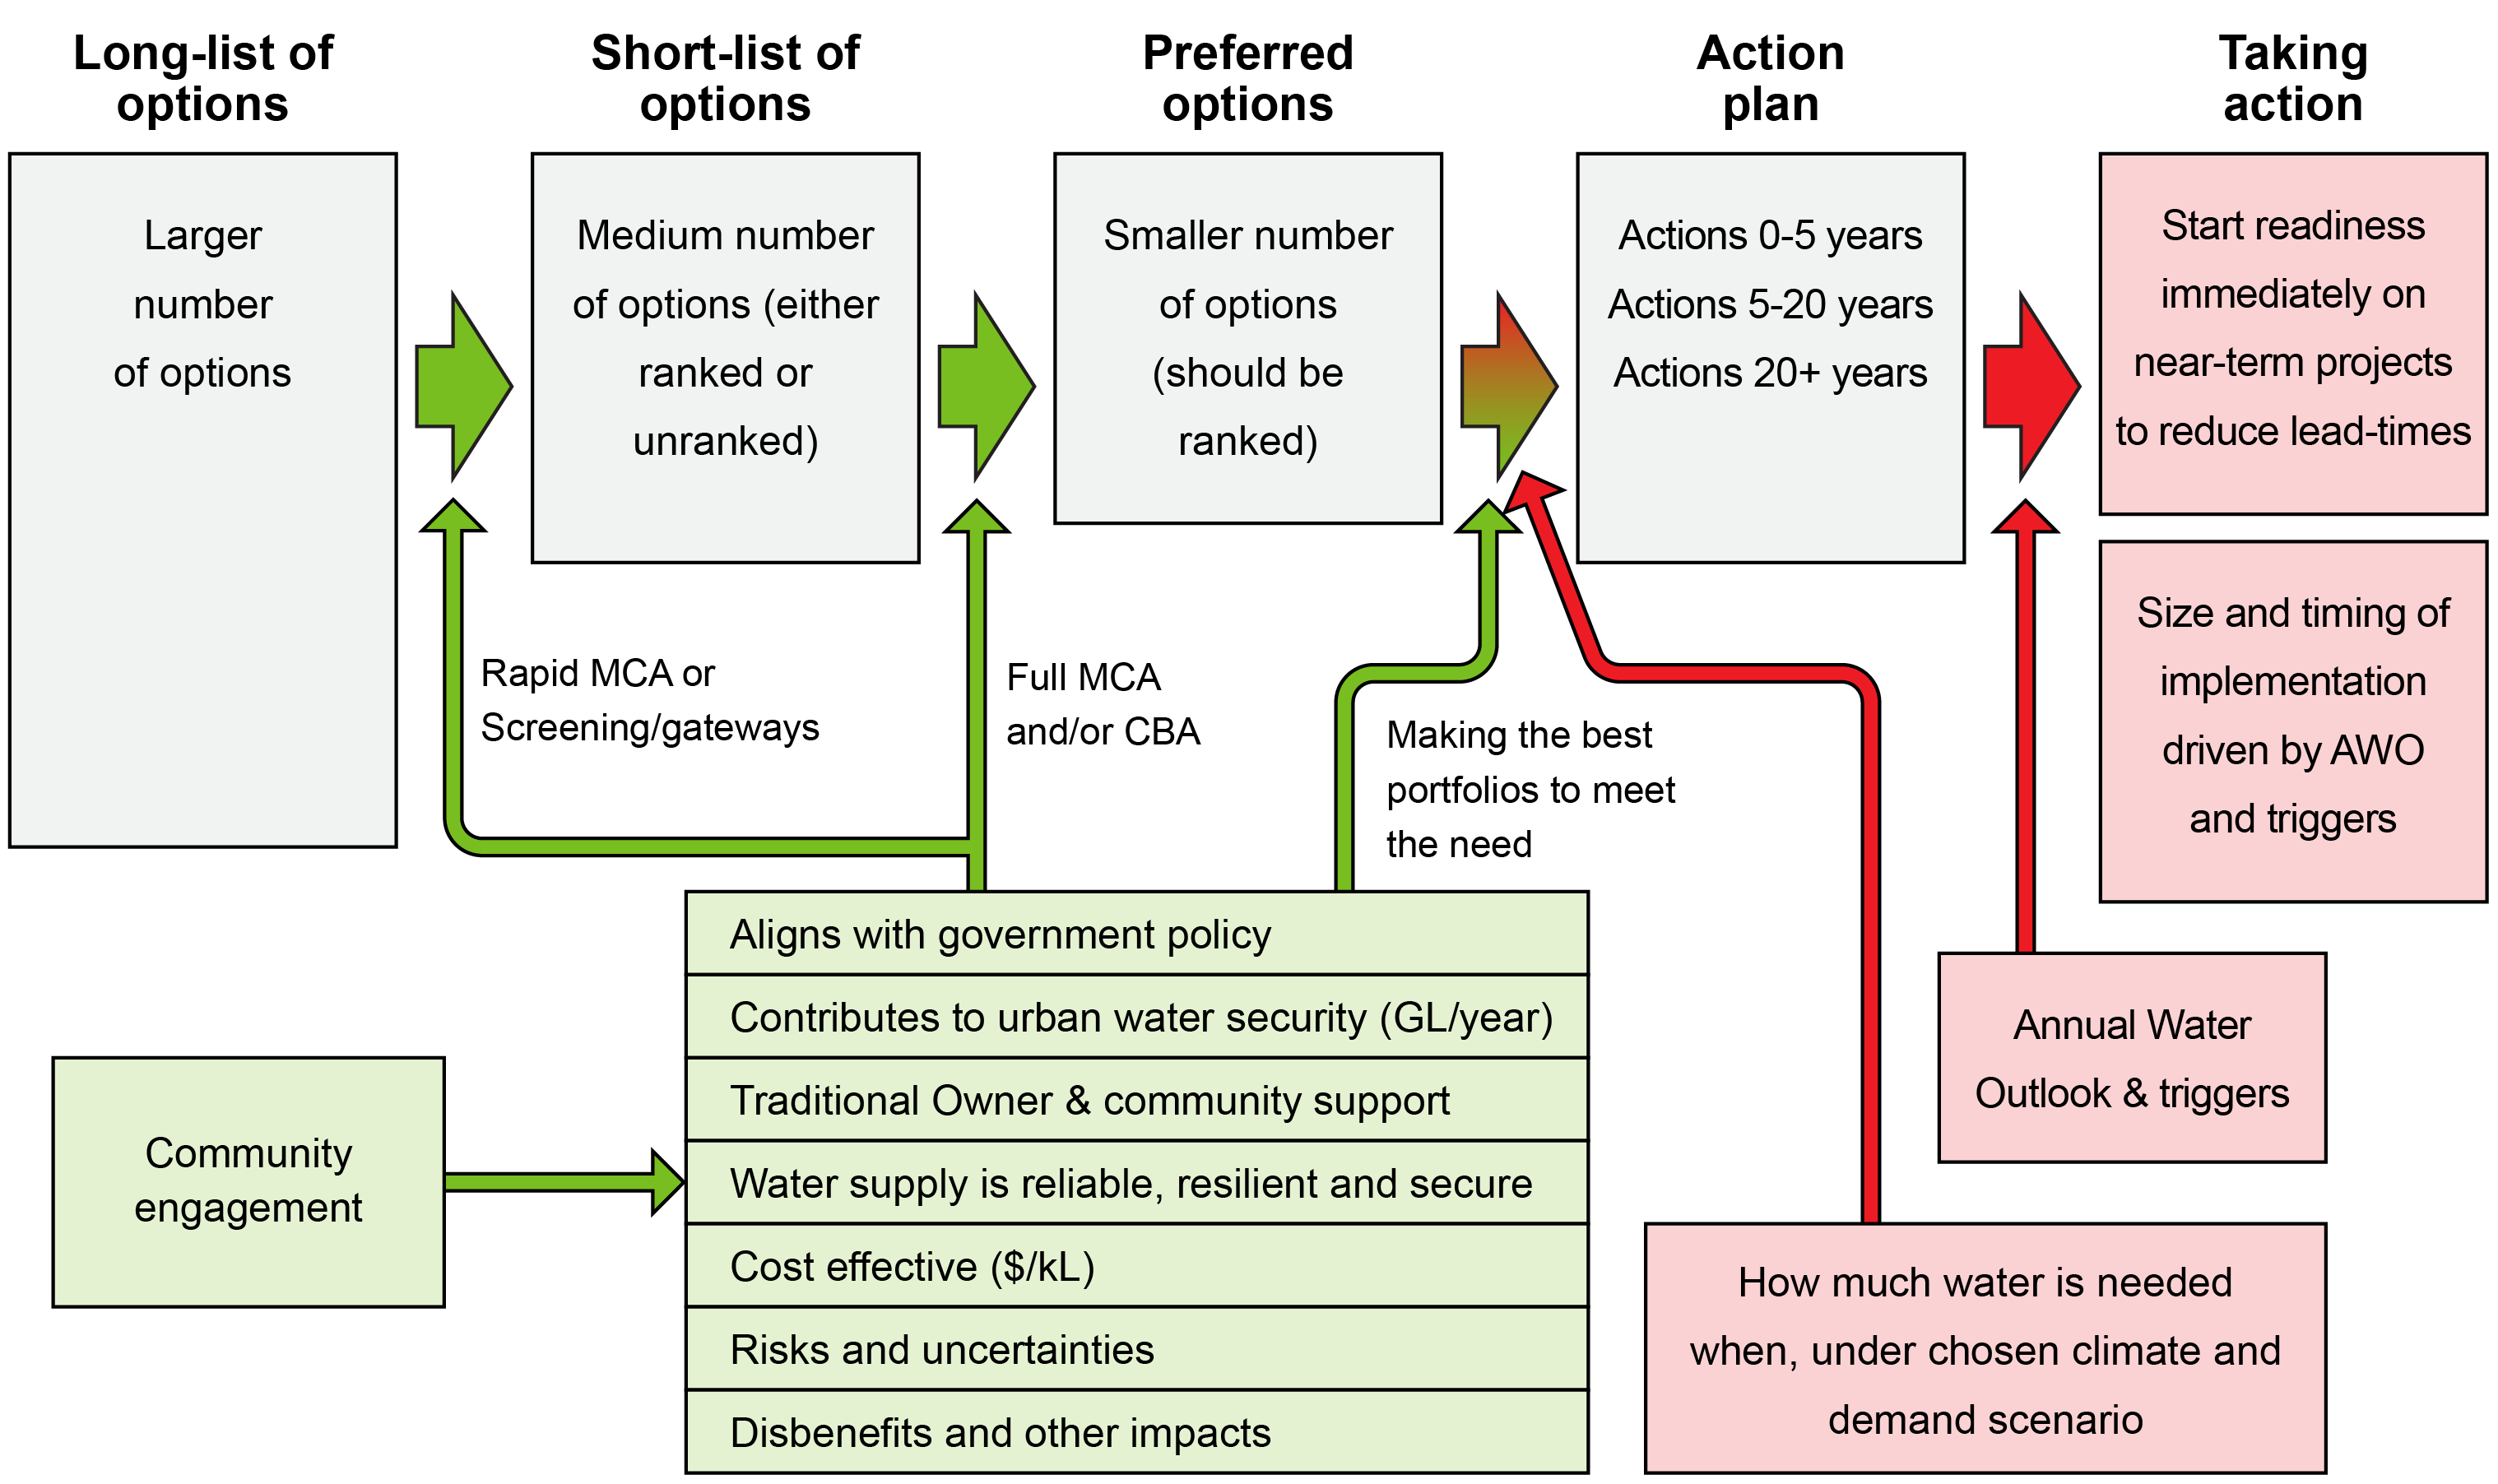 Long-list of
options
Short-list of
options
Preferred
options
Action
plan
Taking
action
Larger
number
of options
Medium number
of options (either
ranked or
unranked)
Smaller number
of options
(should be
ranked)
Actions 0-5 years
Actions 5-20 years
Actions 20+ years
Start readiness
immediately on
near-term projects
to reduce lead-times
Size and timing of
implementation
driven by AWO
and triggers
Rapid MCA or
Screening/gateways
Full MCA
and/or CBA
Making the best
portfolios to meet
the need
Aligns with government policy
Contributes to urban water security (GL/year)
Traditional Owner & community support
Water supply is reliable, resilient and secure
Cost effective ($/kL)
Risks and uncertainties
Disbenefits and other impacts
Community
engagement
Annual Water
Outlook & triggers
How much water is needed
when, under chosen climate and
demand scenario